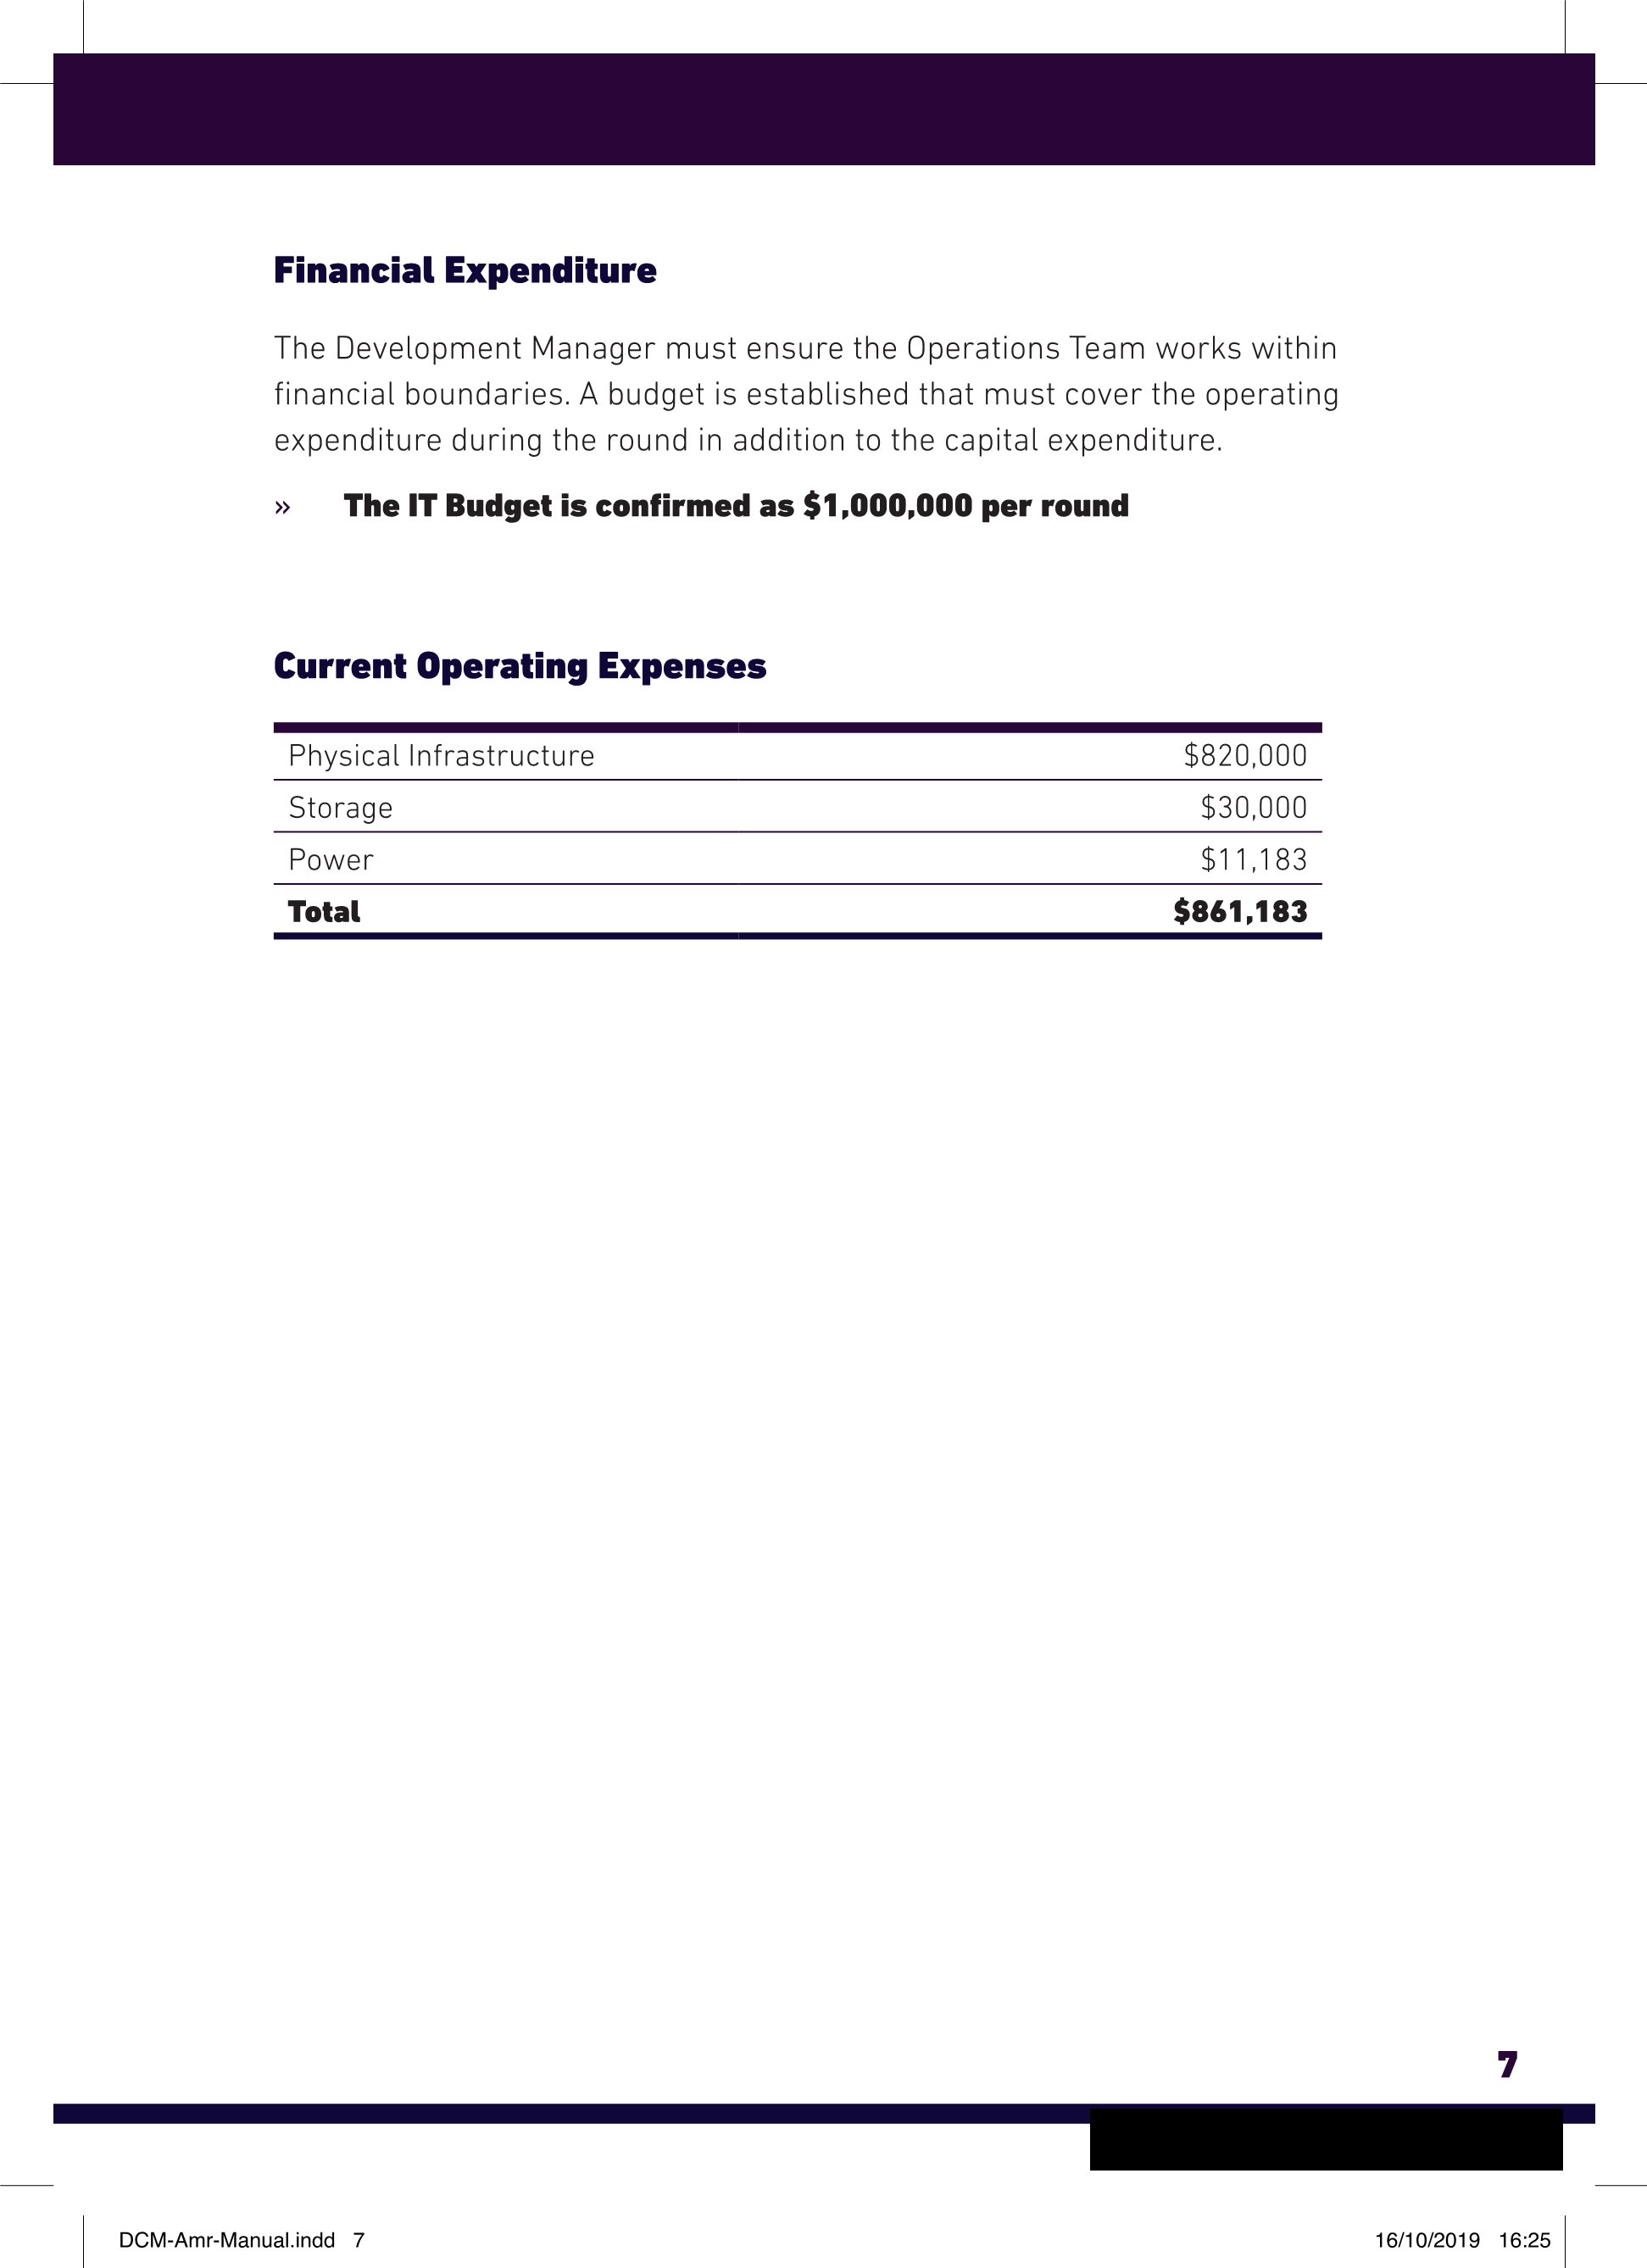 Financial Expenditure
The Development Manager must ensure the Operations Team works within
financial boundaries. A budget is established that must cover the operating
expenditure during the round in addition to the capital expenditure.
» The IT Budget is confirmed as $1,000,000 per round
Current Operating Expenses
Physical Infrastructure $820,000
Storage $30,000
Power $11,183
Total $861,183
7
DCM-Amr-Manual.indd 7 16/10/2019 16:25